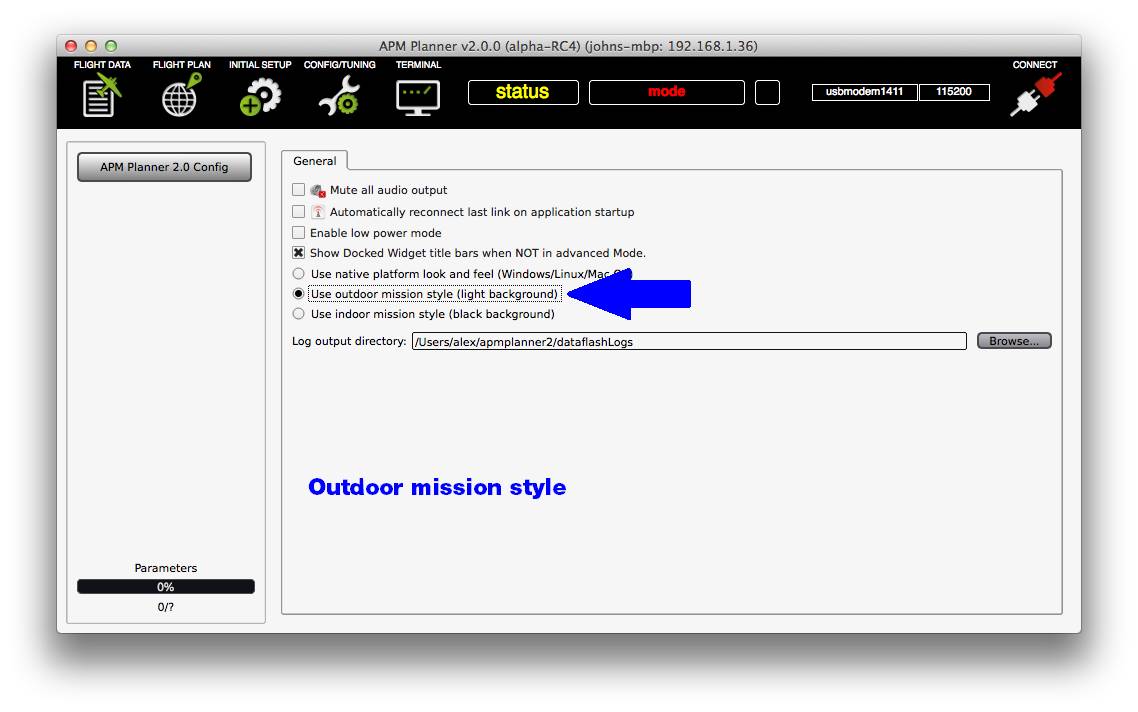 APM Planner v2.0.0 (alpha-RC4) (johns-mbp: 192.168.1.36)
FLIGHT DATA FLIGHT PLAN INITIAL SETUP CONFIG/TUNING TERMINAL CONNECT
status mode usbmodem1411 115200
APM Planner 2.0 Config
General
Mute all audio output
Automatically reconnect last link on application startup
Enable low power mode
Show Docked Widget title bars when NOT in advanced Mode.
Use native platform look and feel (Windows/Linux/Mac
Use outdoor mission style (light background)
Use indoor mission style (black background)
Log output directory: /Users/alex/apmplanner2/dataflashLogs Browse...
Outdoor mission style
Parameters
0%
0/?